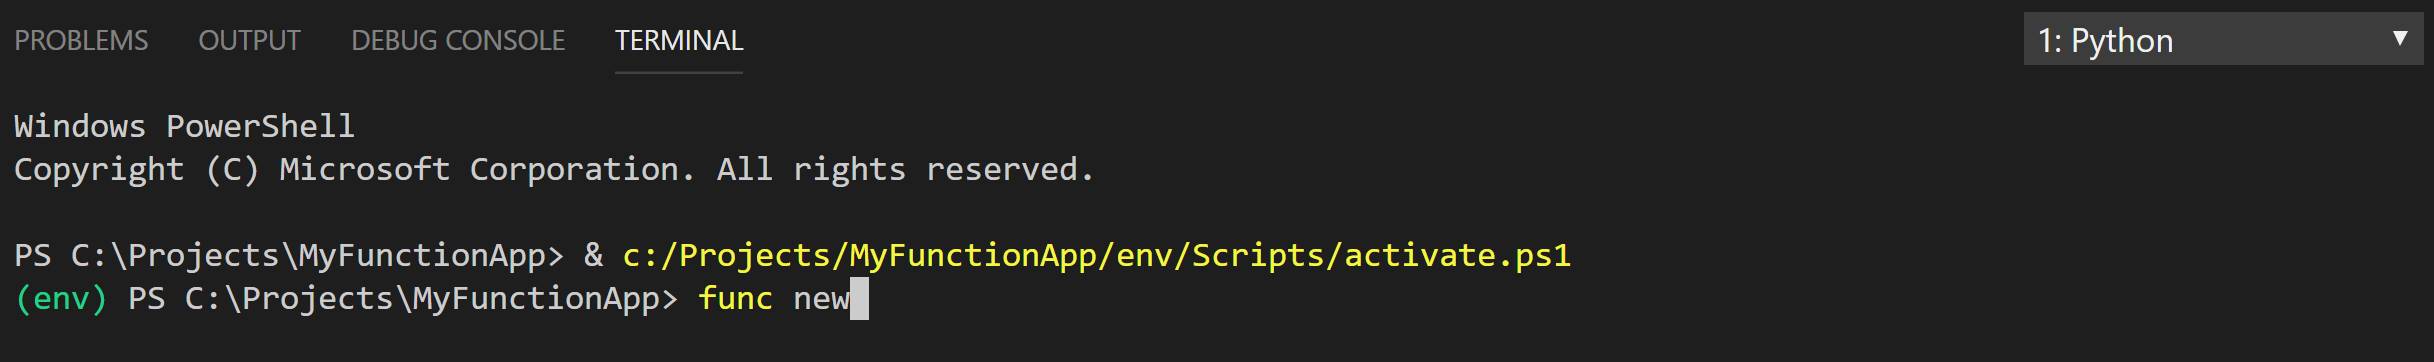 PROBLEMS OUTPUT DEBUG CONSOLE TERMINAL 1: Python
Windows PowerShell
Copyright (C) Microsoft Corporation. All rights reserved.
PS C:\Projects\MyFunctionApp> & c:/Projects/MyFunctionApp/env/Scripts/activate.ps1
(env) PS C:\Projects\MyFunctionApp> func new